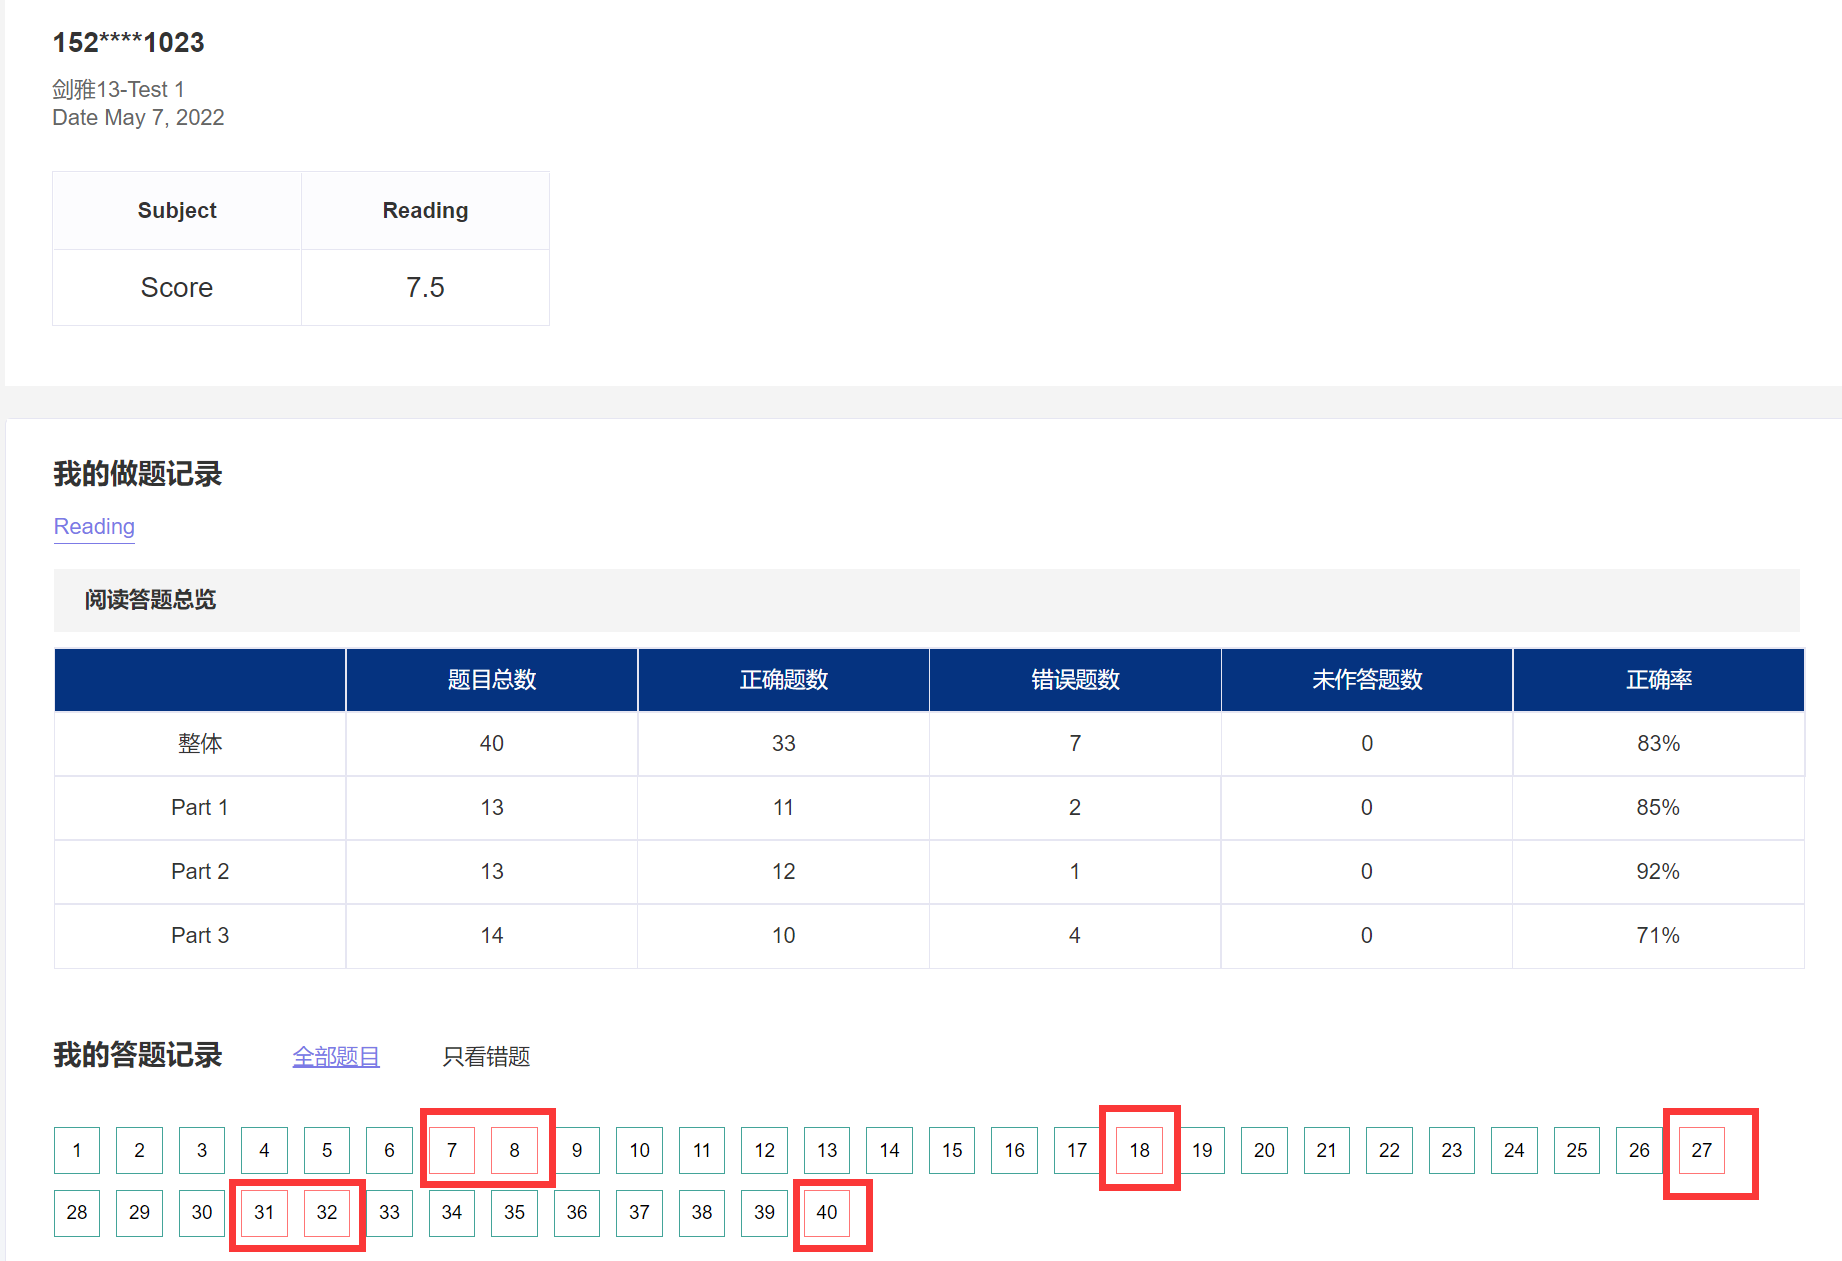 152****1023
剑雅13-Test 1
Date May 7, 2022
Subject Reading
Score 7.5
我的做题记录
Reading
阅读答题总览
题目总数 正确题数 错误题数 未作答题数 正确率
整体 40 33 7 0 83%
Part 1 13 11 2 0 85%
Part 2 13 12 1 0 92%
Part 3 14 10 4 0 71%
我的答题记录 全部题目 只看错题
1 2 3 4 5 6 7 8 9 10 11 12 13 14 15 16 17 18 19 20 21 22 23 24 25 26 27
28 29 30 31 32 33 34 35 36 37 38 39 40